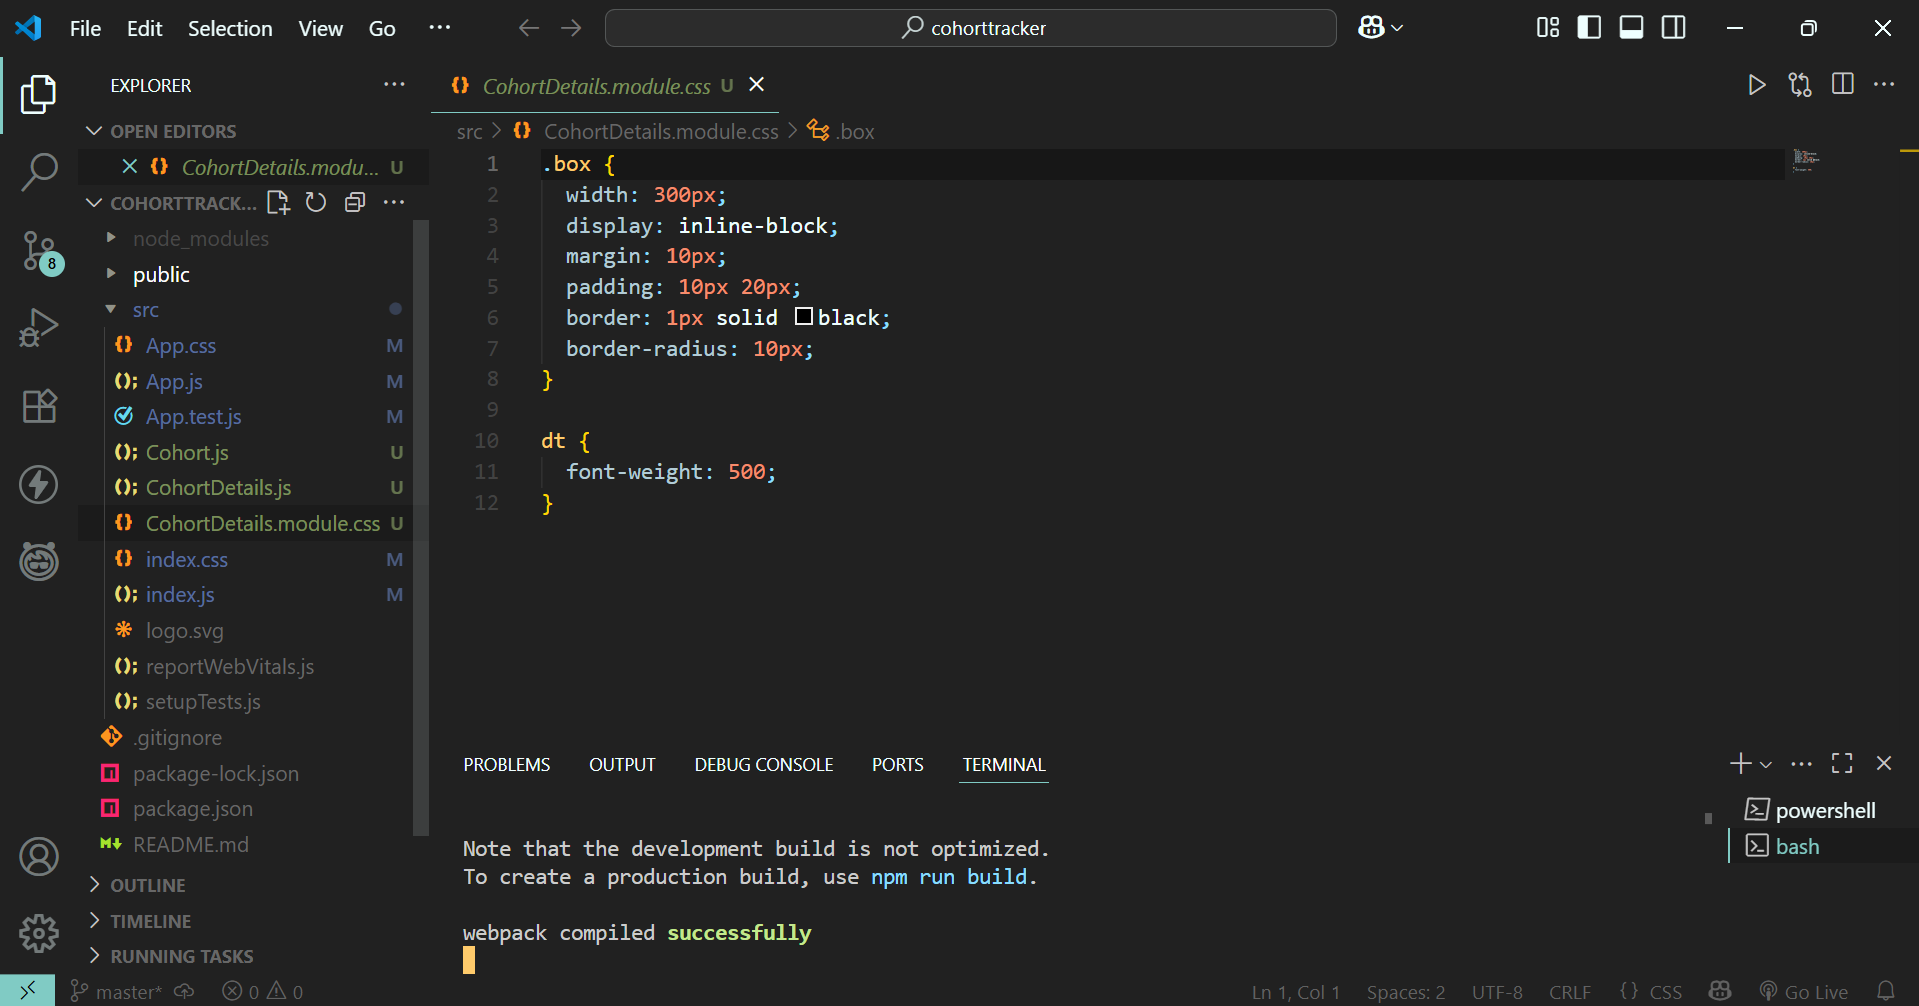 File Edit Selection View Go ··· cohorttracker
EXPLORER ···
OPEN EDITORS
CohortDetails.modu... U
COHORTTRACK... ···
node_modules
public
src
App.css M
App.js M
App.test.js M
Cohort.js U
CohortDetails.js U
CohortDetails.module.css U
index.css M
index.js M
logo.svg
reportWebVitals.js
setupTests.js
.gitignore
package-lock.json
package.json
README.md
OUTLINE
TIMELINE
RUNNING TASKS
8
CohortDetails.module.css U
src > CohortDetails.module.css > .box
1 .box {
2   width: 300px;
3   display: inline-block;
4   margin: 10px;
5   padding: 10px 20px;
6   border: 1px solid black;
7   border-radius: 10px;
8 }
9
10 dt {
11   font-weight: 500;
12 }
PROBLEMS OUTPUT DEBUG CONSOLE PORTS TERMINAL
Note that the development build is not optimized.
To create a production build, use npm run build.
webpack compiled successfully
powershell
bash
master* 0 0 Ln 1, Col 1 Spaces: 2 UTF-8 CRLF {} CSS Go Live